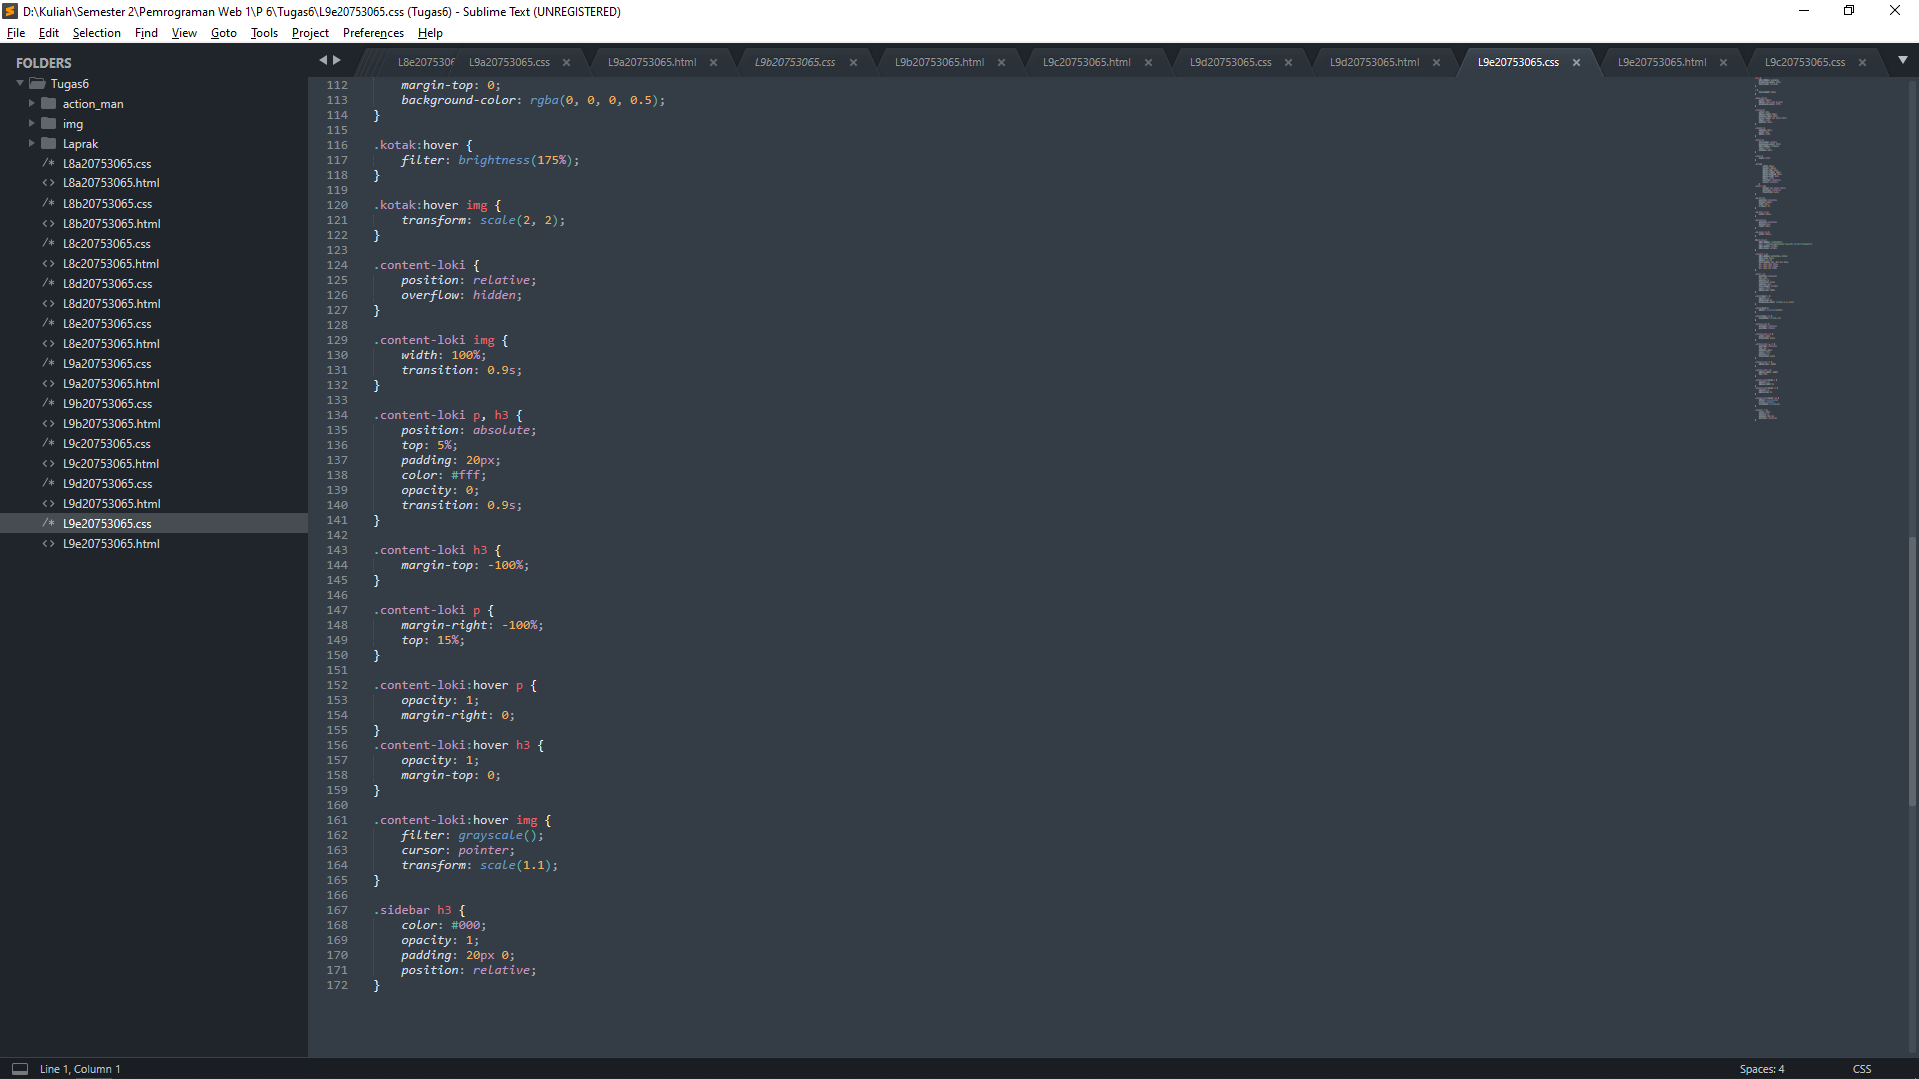 D:\Kuliah\Semester 2\Pemrograman Web 1\P 6\Tugas6\L9e20753065.css (Tugas6) - Sublime Text (UNREGISTERED)
File Edit Selection Find View Goto Tools Project Preferences Help
FOLDERS
Tugas6
action_man
img
Laprak
/* L8a20753065.css
<> L8a20753065.html
/* L8b20753065.css
<> L8b20753065.html
/* L8c20753065.css
<> L8c20753065.html
/* L8d20753065.css
<> L8d20753065.html
/* L8e20753065.css
<> L8e20753065.html
/* L9a20753065.css
<> L9a20753065.html
/* L9b20753065.css
<> L9b20753065.html
/* L9c20753065.css
<> L9c20753065.html
/* L9d20753065.css
<> L9d20753065.html
/* L9e20753065.css
<> L9e20753065.html
L8e2075306 L9a20753065.css L9a20753065.html L9b20753065.css L9b20753065.html L9c20753065.html L9d20753065.css L9d20753065.html L9e20753065.css L9e20753065.html L9c20753065.css
112 margin-top: 0;
113 background-color: rgba(0, 0, 0, 0.5);
114 }
115
116 .kotak:hover {
117 filter: brightness(175%);
118 }
119
120 .kotak:hover img {
121 transform: scale(2, 2);
122 }
123
124 .content-loki {
125 position: relative;
126 overflow: hidden;
127 }
128
129 .content-loki img {
130 width: 100%;
131 transition: 0.9s;
132 }
133
134 .content-loki p, h3 {
135 position: absolute;
136 top: 5%;
137 padding: 20px;
138 color: #fff;
139 opacity: 0;
140 transition: 0.9s;
141 }
142
143 .content-loki h3 {
144 margin-top: -100%;
145 }
146
147 .content-loki p {
148 margin-right: -100%;
149 top: 15%;
150 }
151
152 .content-loki:hover p {
153 opacity: 1;
154 margin-right: 0;
155 }
156 .content-loki:hover h3 {
157 opacity: 1;
158 margin-top: 0;
159 }
160
161 .content-loki:hover img {
162 filter: grayscale();
163 cursor: pointer;
164 transform: scale(1.1);
165 }
166
167 .sidebar h3 {
168 color: #000;
169 opacity: 1;
170 padding: 20px 0;
171 position: relative;
172 }
Line 1, Column 1
Spaces: 4 CSS